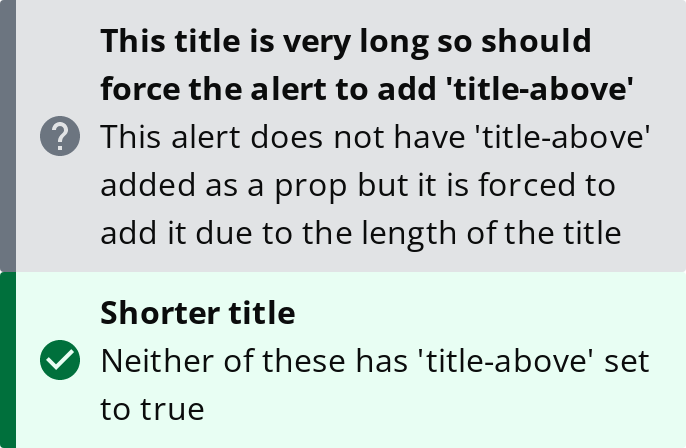 This title is very long so should
force the alert to add 'title-above'
This alert does not have 'title-above'
added as a prop but it is forced to
add it due to the length of the title
Shorter title
Neither of these has 'title-above' set
to true